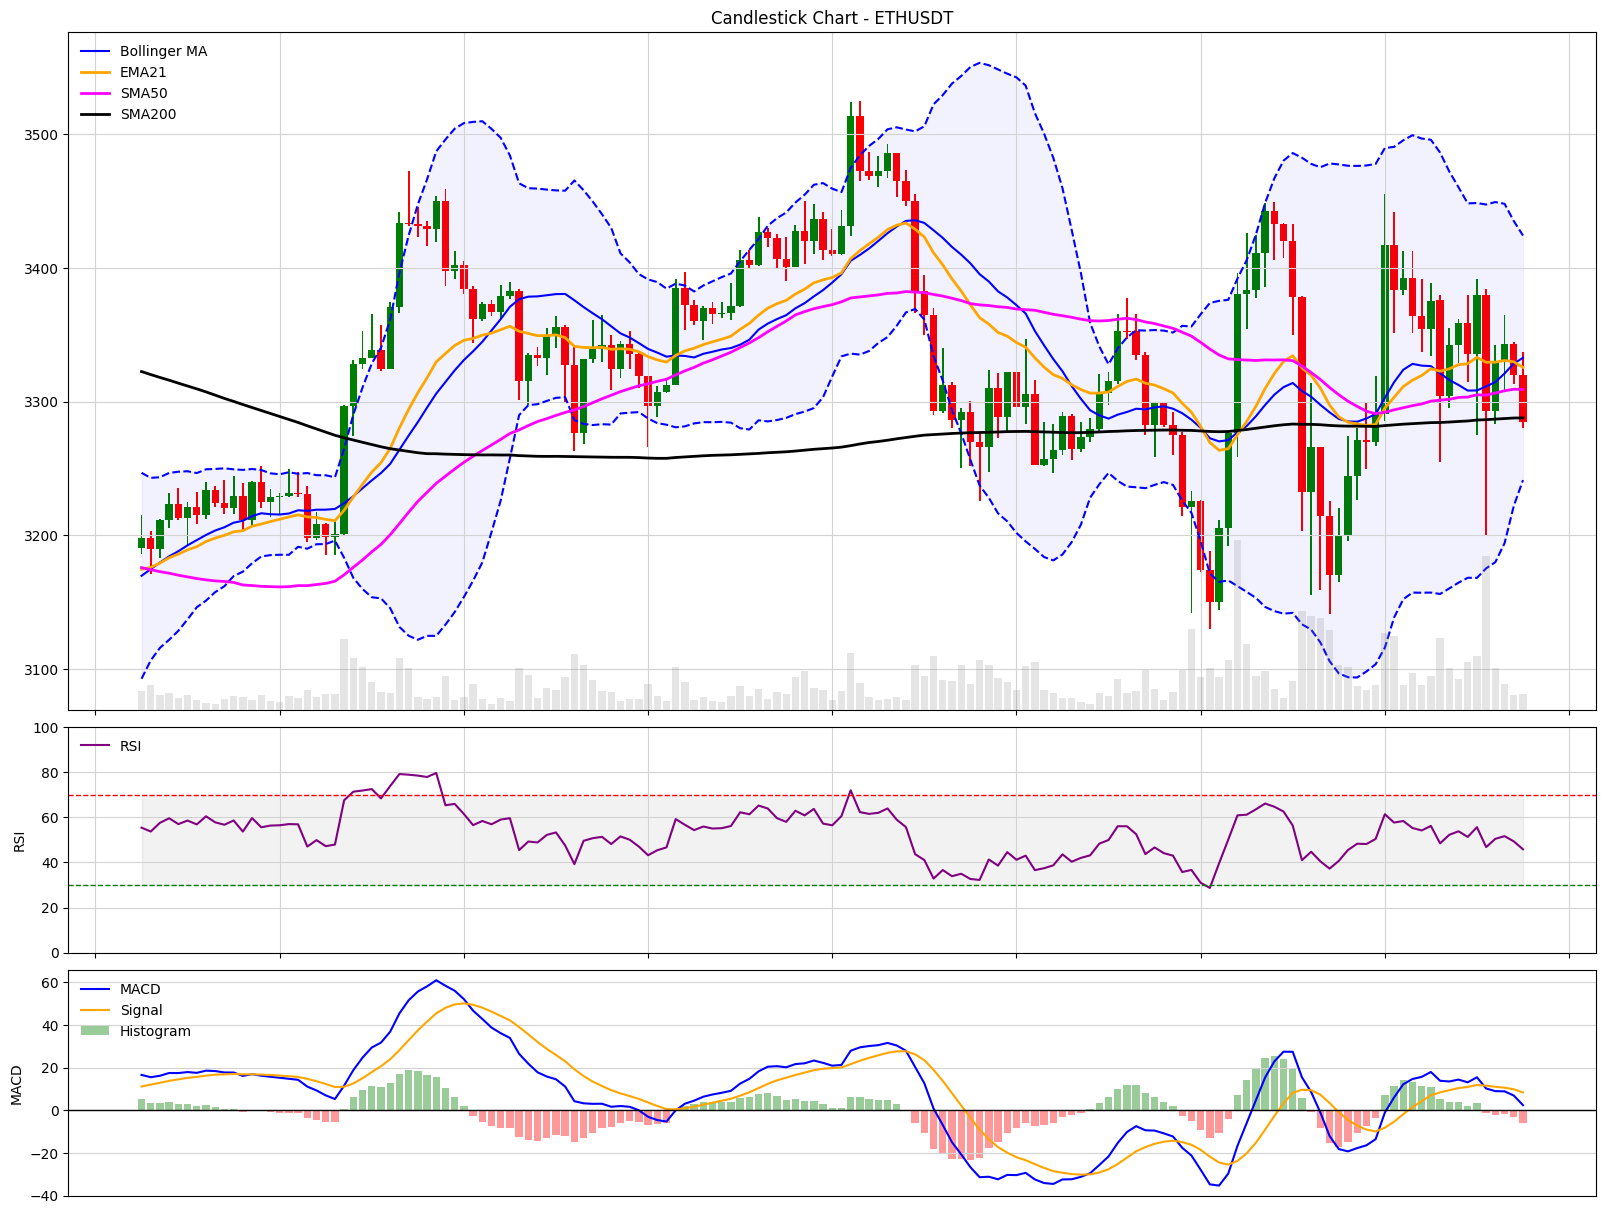 Candlestick Chart - ETHUSDT
Bollinger MA
EMA21
SMA50
SMA200
3500
3400
3300
3200
3100
RSI
100
80
60
40
20
0
RSI
MACD
Signal
Histogram
60
40
20
0
−20
−40
MACD